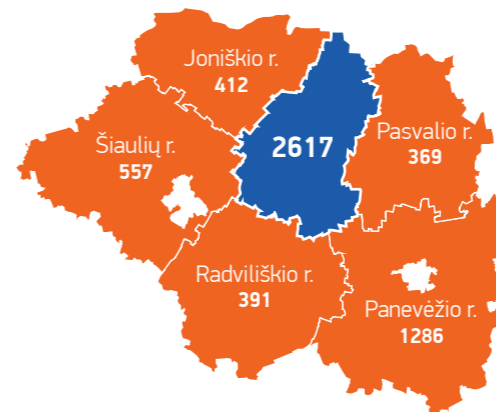 Joniškio r.
412
Šiaulių r.
557
2617
Pasvalio r.
369
Radviliškio r.
391
Panevėžio r.
1286